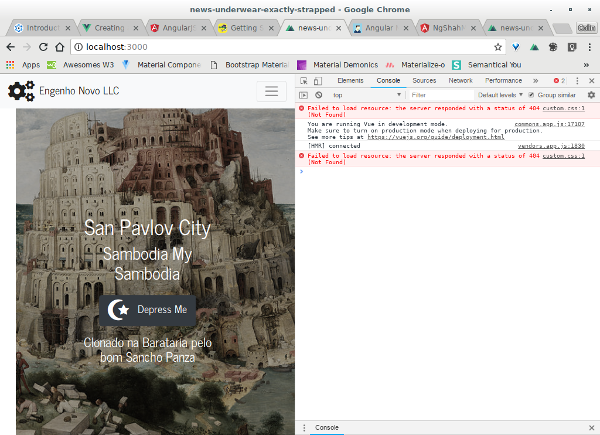 news-underwear-exactly-strapped - Google Chrome
Introduct
Creating
AngularJS
Getting S
news-und
Angular F
NgShah
news-und
localhost:3000
Apps
Bookmarks
Awesomes W3
Material Compone
Bootstrap Material
Material Demonics
Materialize-o
Semantical You
Engenho Novo LLC
San Pavlov City
Sambodia My
Sambodia
Depress Me
Clonado na Barataria pelo
bom Sancho Panza
Elements
Console
Sources
Network
Performance
2
top
Filter
Default levels
Group similar
Failed to load resource: the server responded with a status of 404 custom.css:1
(Not Found)
You are running Vue in development mode. commons.app.js:17107
Make sure to turn on production mode when deploying for production.
See more tips at https://vuejs.org/guide/deployment.html
[HMR] connected vendors.app.js:1830
Failed to load resource: the server responded with a status of 404 custom.css:1
(Not Found)
Console